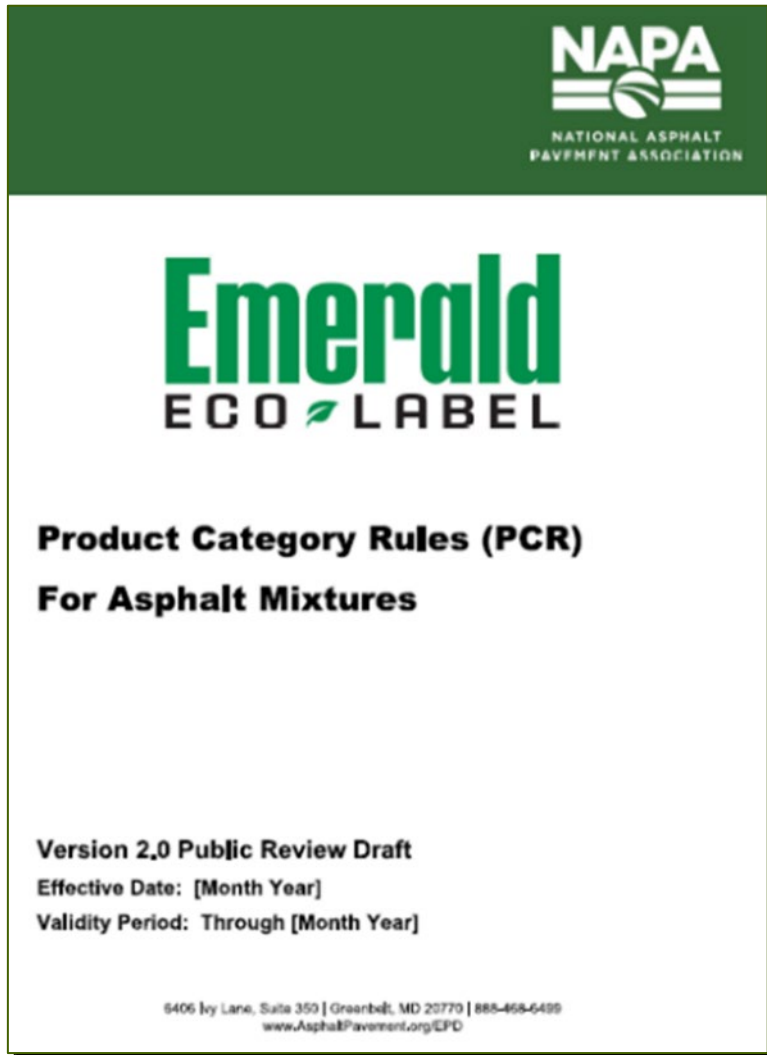 NAPA
NATIONAL ASPHALT
PAVEMENT ASSOCIATION
Emerald
ECO LABEL
Product Category Rules (PCR)
For Asphalt Mixtures
Version 2.0 Public Review Draft
Effective Date: [Month Year]
Validity Period: Through [Month Year]
6406 Ivy Lane, Suite 350 | Greenbelt, MD 20770 | 888-468-6499
www.AsphaltPavement.org/EPD